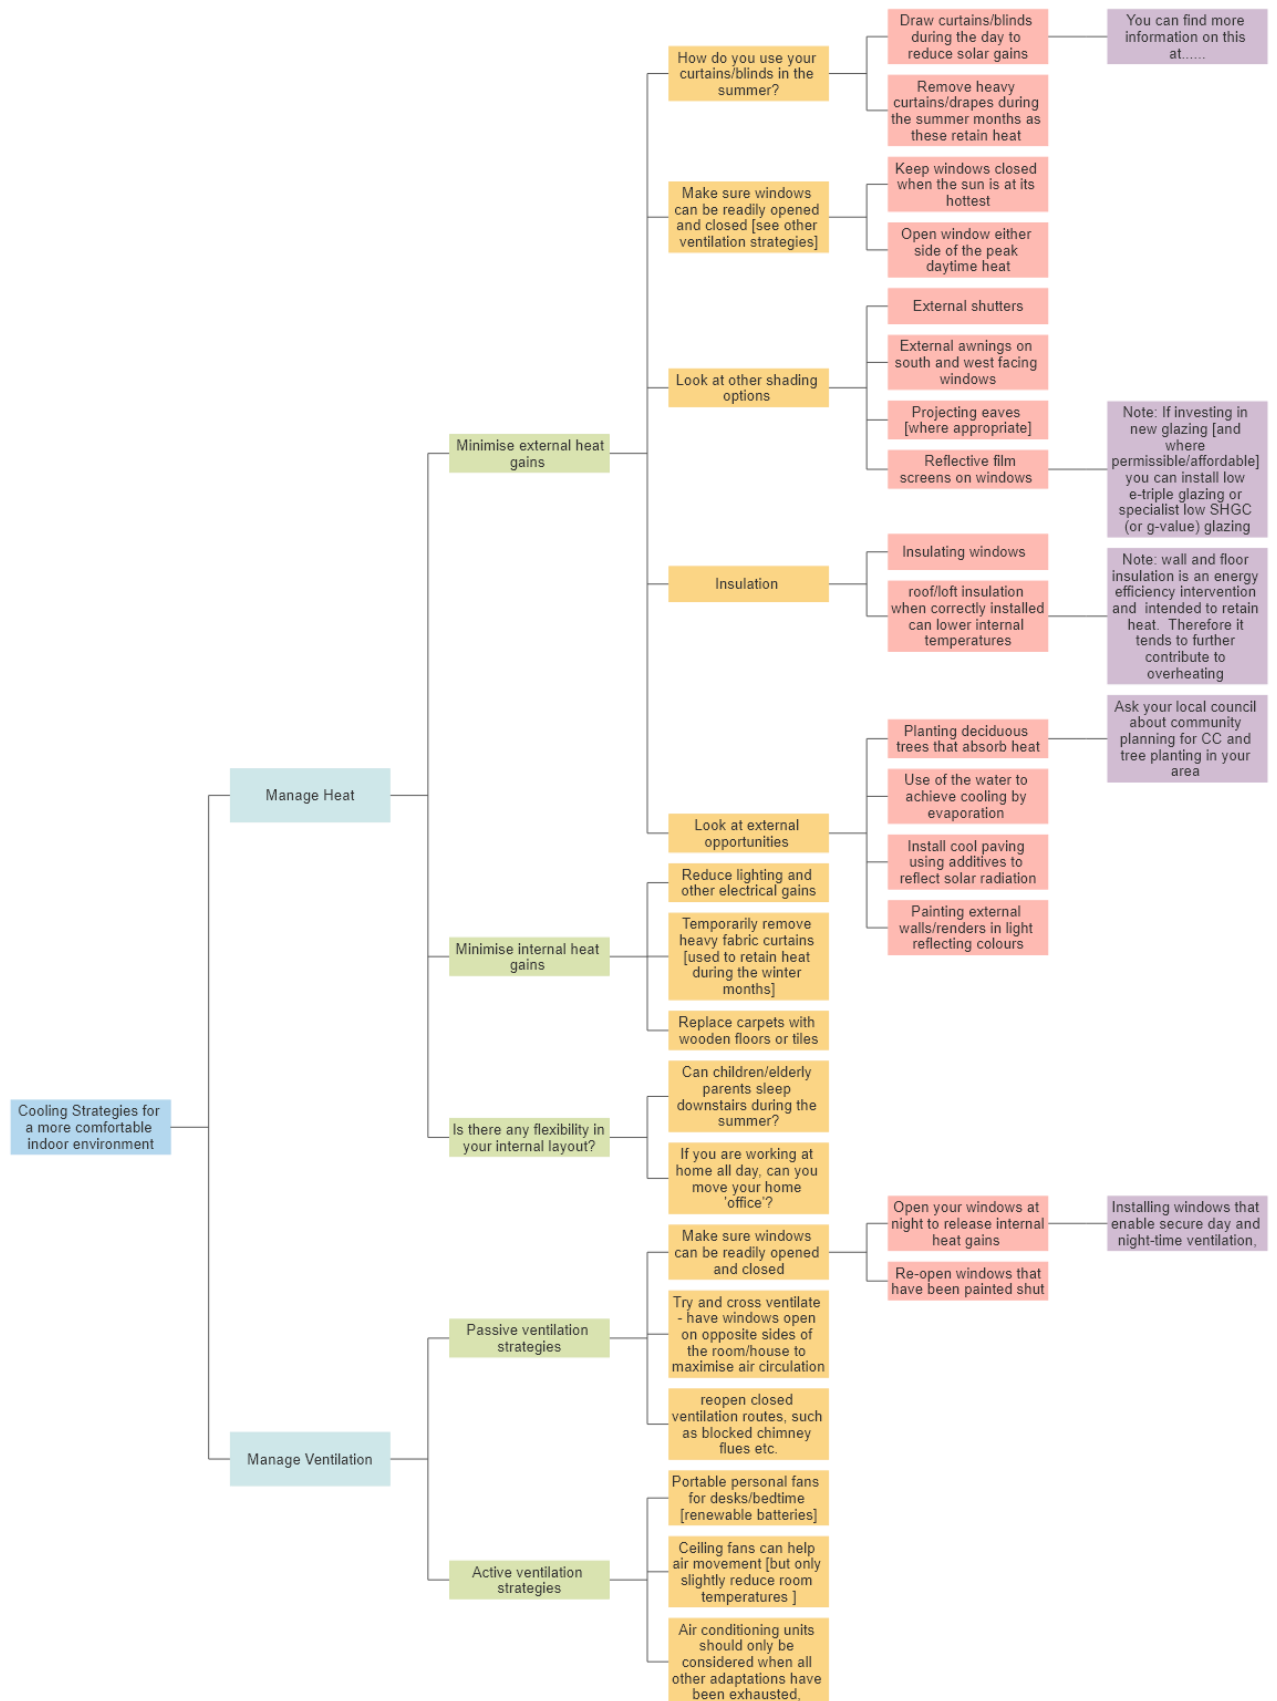 Cooling Strategies for
a more comfortable
indoor environment
Manage Heat
Minimise external heat
gains
How do you use your
curtains/blinds in the
summer?
Draw curtains/blinds
during the day to
reduce solar gains
You can find more
information on this
at......
Remove heavy
curtains/drapes during
the summer months as
these retain heat
Make sure windows
can be readily opened
and closed [see other
ventilation strategies]
Keep windows closed
when the sun is at its
hottest
Open window either
side of the peak
daytime heat
Look at other shading
options
External shutters
External awnings on
south and west facing
windows
Projecting eaves
[where appropriate]
Reflective film
screens on windows
Note: If investing in
new glazing [and
where
permissible/affordable]
you can install low
e-triple glazing or
specialist low SHGC
(or g-value) glazing
Insulation
Insulating windows
roof/loft insulation
when correctly installed
can lower internal
temperatures
Note: wall and floor
insulation is an energy
efficiency intervention
and intended to retain
heat. Therefore it
tends to further
contribute to
overheating
Look at external
opportunities
Planting deciduous
trees that absorb heat
Ask your local council
about community
planning for CC and
tree planting in your
area
Use of the water to
achieve cooling by
evaporation
Install cool paving
using additives to
reflect solar radiation
Painting external
walls/renders in light
reflecting colours
Minimise internal heat
gains
Reduce lighting and
other electrical gains
Temporarily remove
heavy fabric curtains
[used to retain heat
during the winter
months]
Replace carpets with
wooden floors or tiles
Is there any flexibility in
your internal layout?
Can children/elderly
parents sleep
downstairs during the
summer?
If you are working at
home all day, can you
move your home
'office'?
Manage Ventilation
Passive ventilation
strategies
Make sure windows
can be readily opened
and closed
Open your windows at
night to release internal
heat gains
Installing windows that
enable secure day and
night-time ventilation,
Re-open windows that
have been painted shut
Try and cross ventilate
- have windows open
on opposite sides of
the room/house to
maximise air circulation
reopen closed
ventilation routes, such
as blocked chimney
flues etc.
Active ventilation
strategies
Portable personal fans
for desks/bedtime
[renewable batteries]
Ceiling fans can help
air movement [but only
slightly reduce room
temperatures ]
Air conditioning units
should only be
considered when all
other adaptations have
been exhausted,